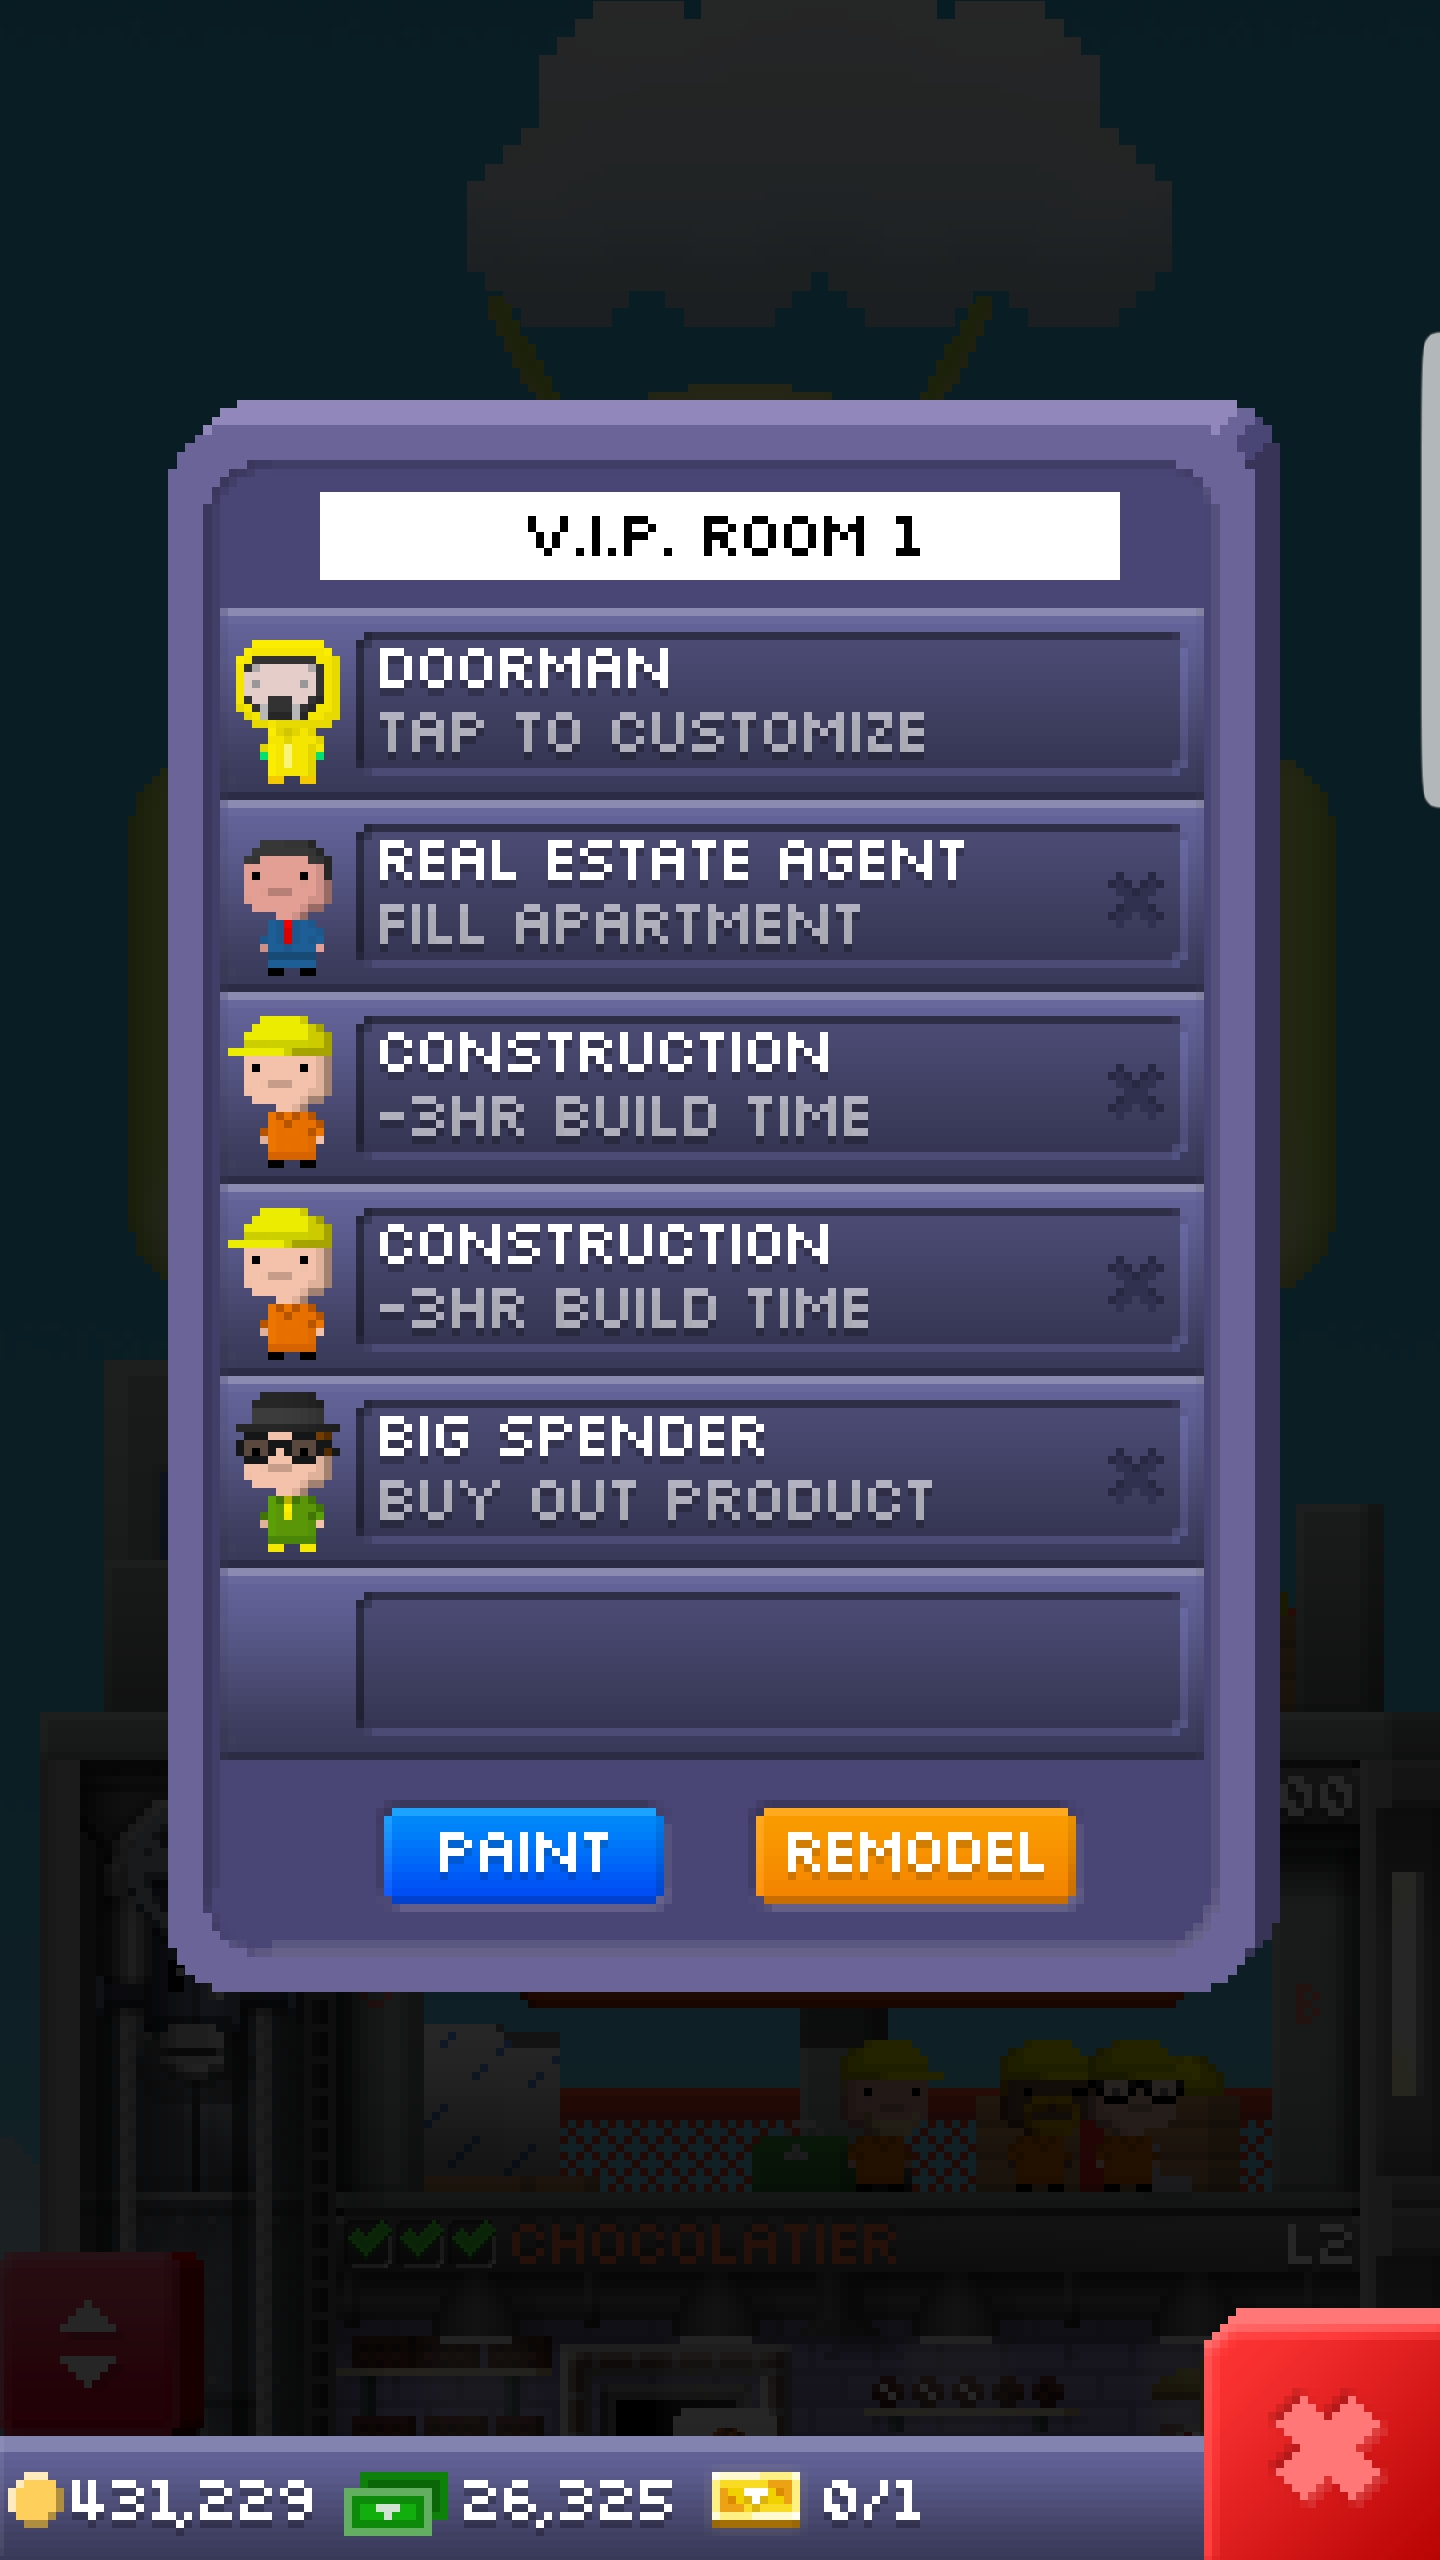 V.I.P. ROOM 1
DOORMAN
TAP TO CUSTOMIZE
REAL ESTATE AGENT
FILL APARTMENT
CONSTRUCTION
-3HR BUILD TIME
CONSTRUCTION
-3HR BUILD TIME
BIG SPENDER
BUY OUT PRODUCT
PAINT REMODEL
CHOCOLATIER L2
431,229 26,325 0/1